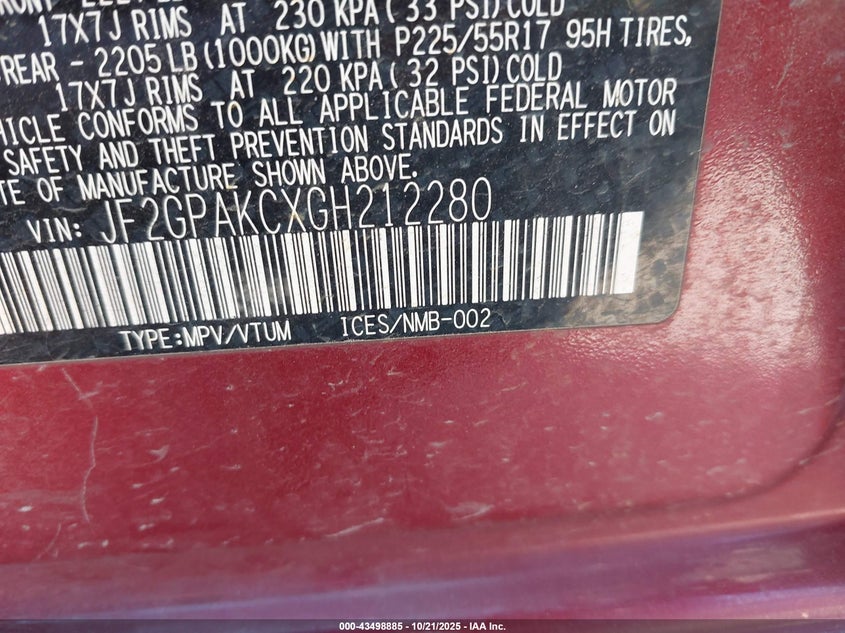 17X7J RIMS AT 230 KPA(33 PSI)COLD
REAR - 2205 LB(1000KG)WITH P225/55R17 95H TIRES,
17X7J RIMS AT 220 KPA(32 PSI)COLD
CONFORMS TO ALL APPLICABLE FEDERAL MOTOR
SAFETY AND THEFT PREVENTION STANDARDS IN EFFECT ON
OF MANUFACTURE SHOWN ABOVE.
VIN: JF2GPAKCXGH212280
TYPE:MPV/VTUM ICES/NMB-002
000-43498885 - 10/21/2025 - IAA Inc.